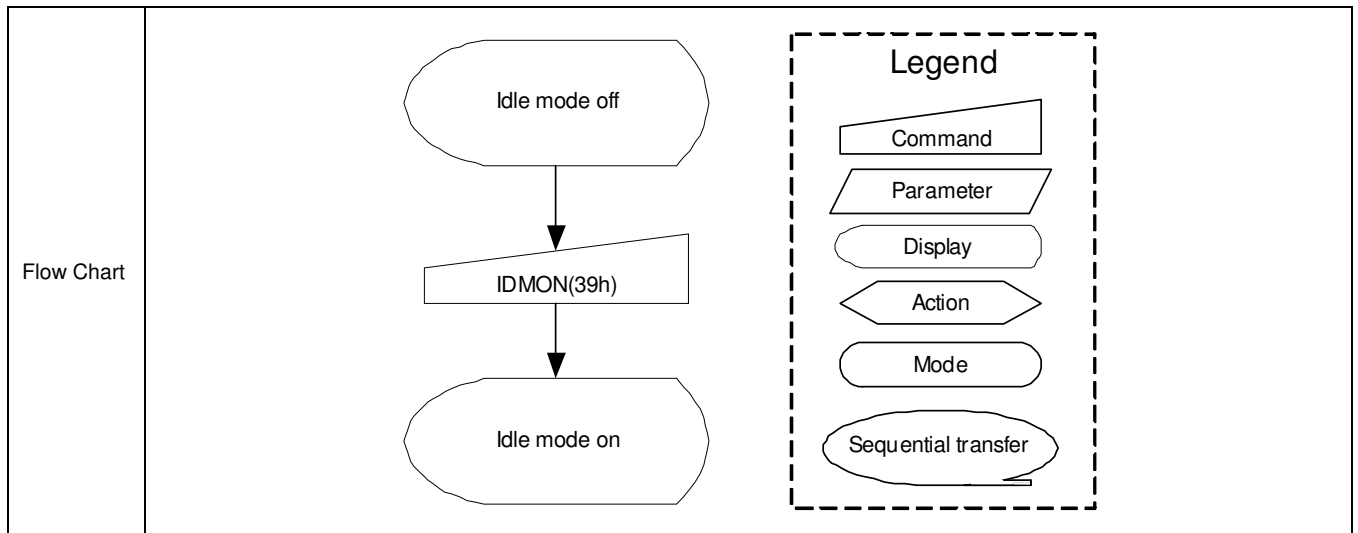 Flow Chart
Idle mode off
IDMON(39h)
Idle mode on
Legend
Command
Parameter
Display
Action
Mode
Sequential transfer